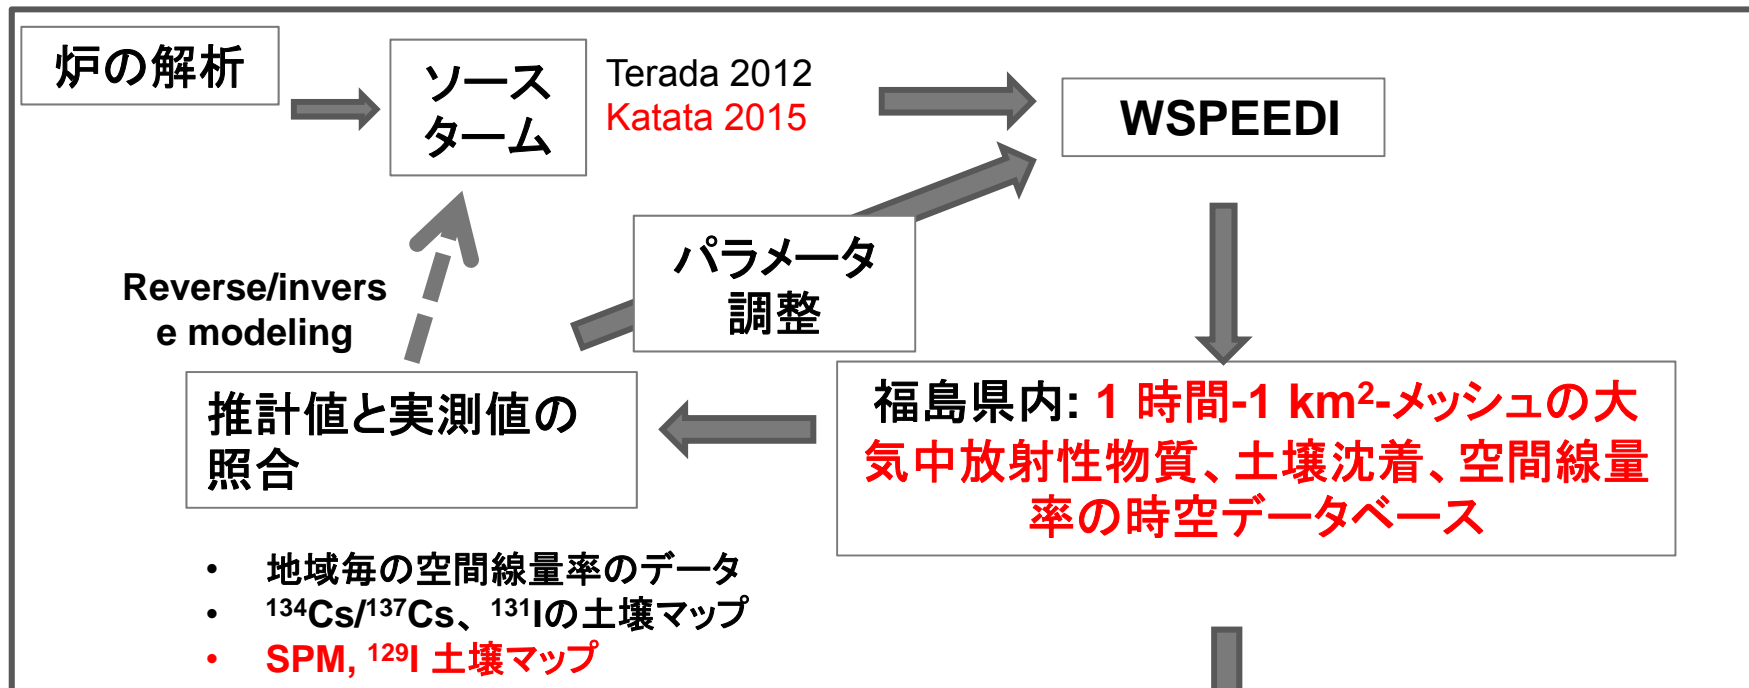 炉の解析
ソース
ターム
Terada 2012
Katata 2015
WSPEEDI
パラメータ
調整
Reverse/invers
e modeling
推計値と実測値の
照合
福島県内: 1 時間-1 km²-メッシュの大
気中放射性物質、土壌沈着、空間線量
率の時空データベース
• 地域毎の空間線量率のデータ
• ¹³⁴Cs/¹³⁷Cs、 ¹³¹Iの土壌マップ
• SPM, ¹²⁹I 土壌マップ